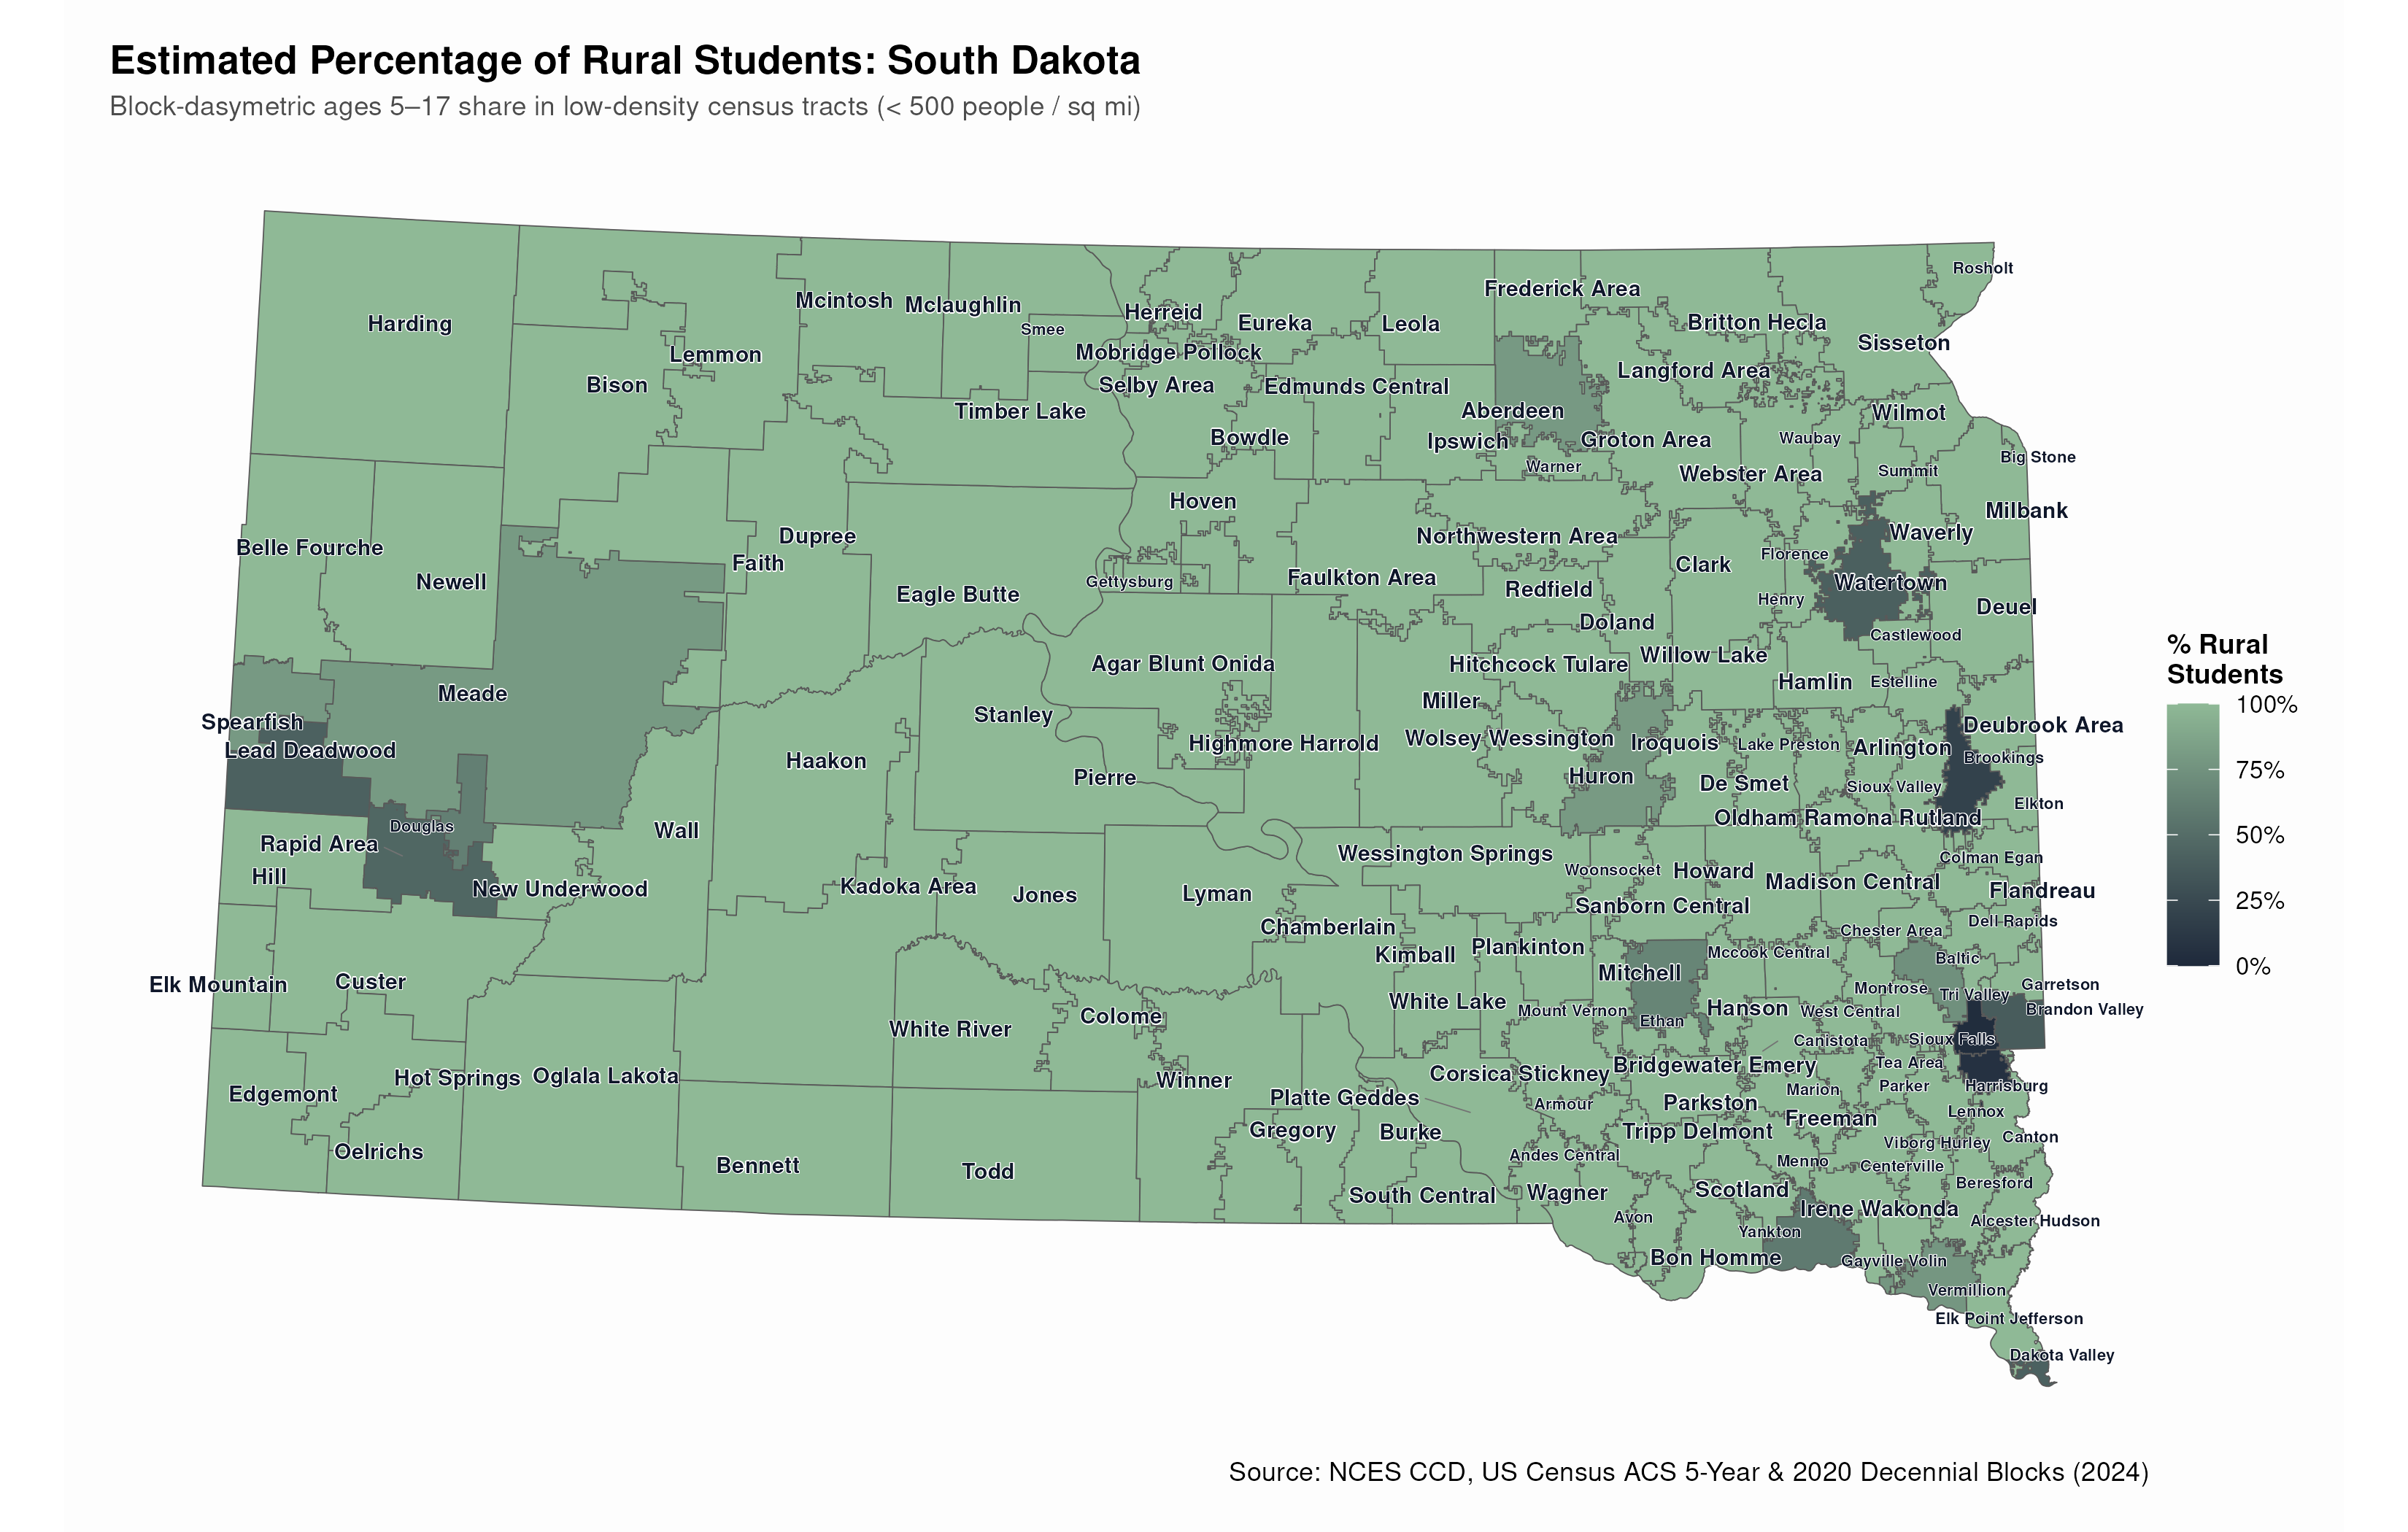 Estimated Percentage of Rural Students: South Dakota
Block-dasymetric ages 5–17 share in low-density census tracts (< 500 people / sq mi)
Rosholt
Frederick Area
Mcintosh
Mclaughlin
Herreid
Harding
Smee
Eureka
Leola
Britton Hecla
Sisseton
Lemmon
Mobridge Pollock
Langford Area
Bison
Selby Area
Edmunds Central
Timber Lake
Aberdeen
Wilmot
Bowdle
Ipswich
Groton Area
Waubay
Warner
Webster Area
Summit
Big Stone
Hoven
Milbank
Belle Fourche
Dupree
Northwestern Area
Waverly
Faith
Florence
Clark
Newell
Gettysburg
Faulkton Area
Redfield
Watertown
Eagle Butte
Henry
Deuel
Doland
Castlewood
Agar Blunt Onida
Hitchcock Tulare
Willow Lake
% Rural
Students
Meade
Miller
Hamlin
Estelline
100%
Spearfish
Stanley
Deubrook Area
Lead Deadwood
Highmore Harrold
Wolsey Wessington
Iroquois
Lake Preston
Arlington
Brookings
75%
Haakon
Pierre
Huron
De Smet
Sioux Valley
Elkton
Douglas
Wall
Oldham Ramona Rutland
50%
Rapid Area
Wessington Springs
Colman Egan
Hill
Woonsocket
Howard
Madison Central
New Underwood
Kadoka Area
Jones
Lyman
Flandreau
25%
Sanborn Central
Chamberlain
Dell Rapids
Chester Area
Kimball
Plankinton
Mccook Central
Baltic
0%
Elk Mountain
Custer
Mitchell
Montrose
Tri Valley
Garretson
White Lake
Mount Vernon
Hanson
West Central
Brandon Valley
White River
Colome
Ethan
Canistota
Sioux Falls
Edgemont
Hot Springs
Oglala Lakota
Winner
Corsica Stickney
Bridgewater Emery
Tea Area
Marion
Parker
Harrisburg
Platte Geddes
Armour
Parkston
Freeman
Lennox
Gregory
Burke
Tripp Delmont
Viborg Hurley
Canton
Oelrichs
Bennett
Todd
Andes Central
Menno
Centerville
South Central
Wagner
Scotland
Beresford
Avon
Irene Wakonda
Yankton
Alcester Hudson
Bon Homme
Gayville Volin
Vermillion
Elk Point Jefferson
Dakota Valley
Source: NCES CCD, US Census ACS 5-Year & 2020 Decennial Blocks (2024)